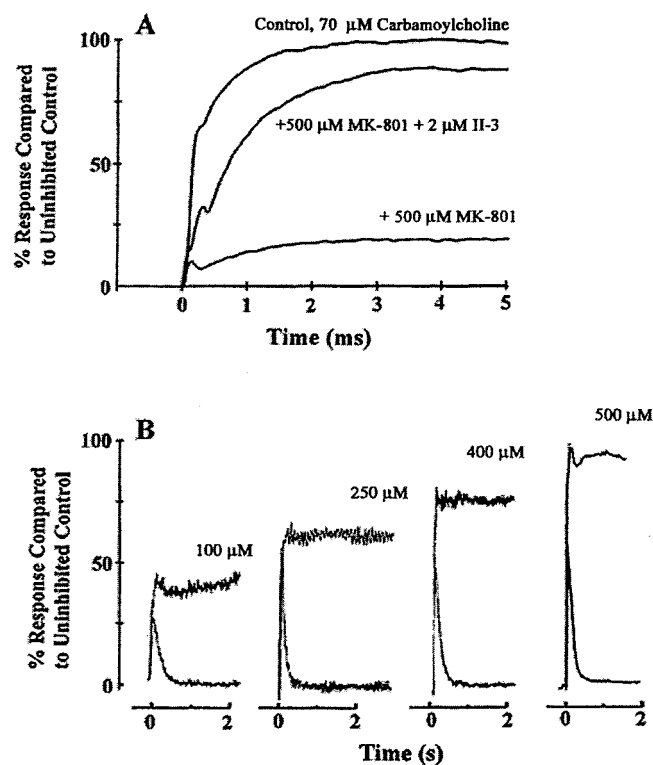 A
Control, 70 μM Carbamoylcholine
+500 μM MK-801 + 2 μM II-3
+ 500 μM MK-801
% Response Compared
to Uninhibited Control
100
50
0
0 1 2 3 4 5
Time (ms)
B
500 μM
400 μM
250 μM
100 μM
% Response Compared
to Uninhibited Control
100
50
0
0 2 0 2 0 2 0 2
Time (s)